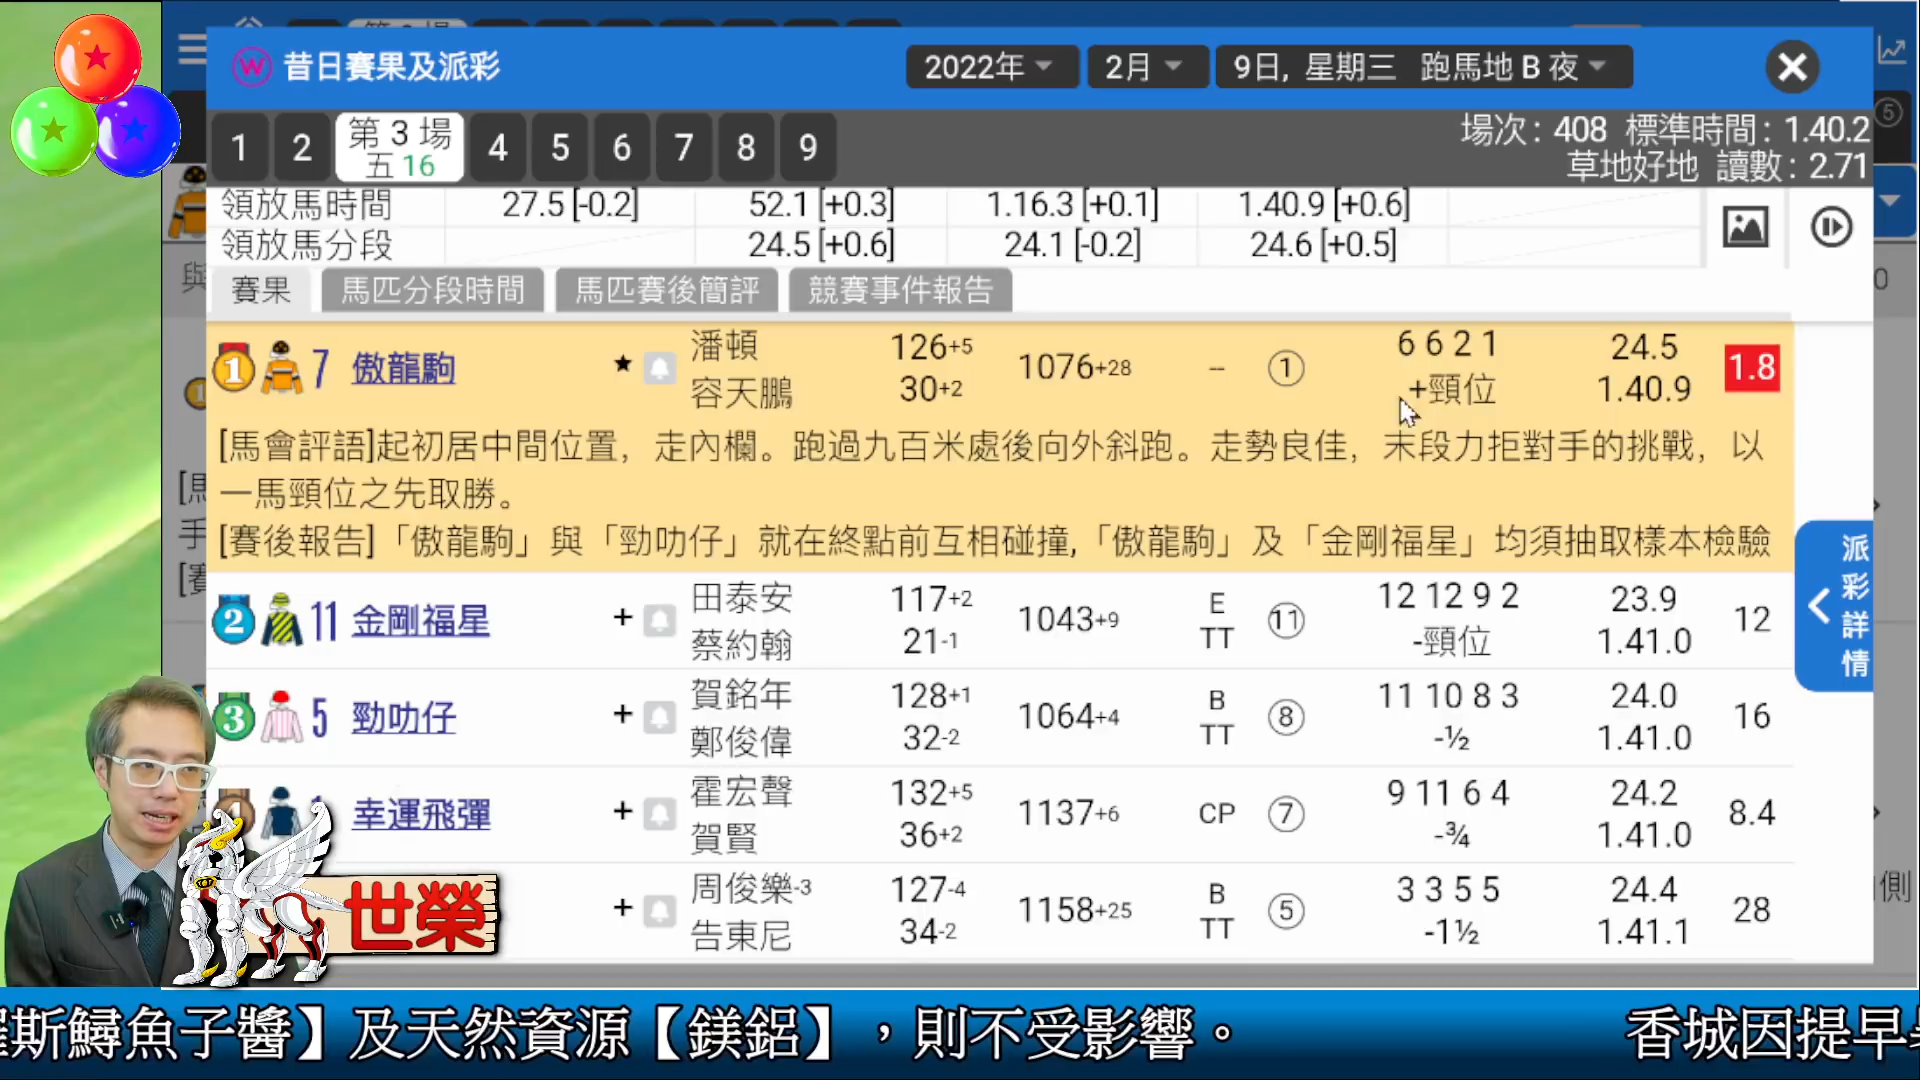 昔日賽果及派彩
2022年
2月
9日, 星期三 跑馬地 B 夜
1
2
第 3 場
五 16
4
5
6
7
8
9
場次 : 408 標準時間 : 1.40.2
草地好地 讀數 : 2.71
領放馬時間 27.5 [-0.2] 52.1 [+0.3] 1.16.3 [+0.1] 1.40.9 [+0.6]
領放馬分段 24.5 [+0.6] 24.1 [-0.2] 24.6 [+0.5]
賽果
馬匹分段時間
馬匹賽後簡評
競賽事件報告
1 7 傲龍駒 ★ 潘頓 126+5 1076+28 -- ① 6 6 2 1 24.5 1.8
容天鵬 30+2 +頸位 1.40.9
[馬會評語]起初居中間位置，走內欄。跑過九百米處後向外斜跑。走勢良佳，末段力拒對手的挑戰，以
一馬頸位之先取勝。
[賽後報告]「傲龍駒」與「勁叻仔」就在終點前互相碰撞,「傲龍駒」及「金剛福星」均須抽取樣本檢驗
2 11 金剛福星 + 田泰安 117+2 1043+9 E ⑪ 12 12 9 2 23.9 12
蔡約翰 21-1 TT -頸位 1.41.0
3 5 勁叻仔 + 賀銘年 128+1 1064+4 B ⑧ 11 10 8 3 24.0 16
鄭俊偉 32-2 TT -½ 1.41.0
4 1 幸運飛彈 + 霍宏聲 132+5 1137+6 CP ⑦ 9 11 6 4 24.2 8.4
賀賢 36+2 -¾ 1.41.0
+ 周俊樂-3 127-4 1158+25 B ⑤ 3 3 5 5 24.4 28
告東尼 34-2 TT -1½ 1.41.1
派彩詳情
世榮
斯鱘魚子醬】及天然資源【鎂鋁】，則不受影響。 香城因提早